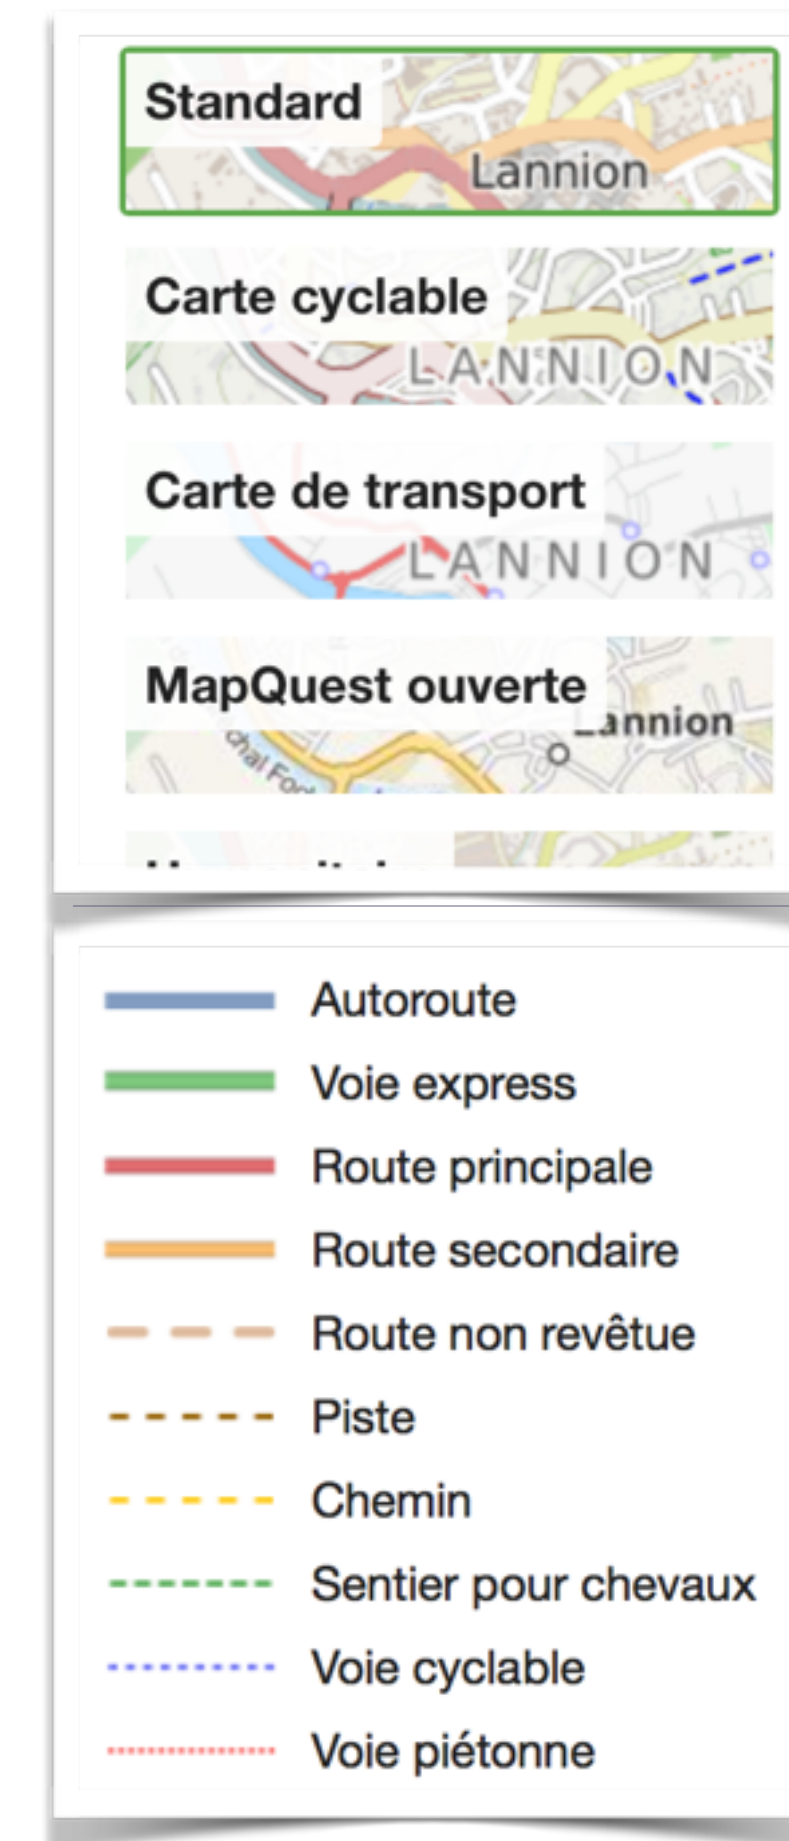 Standard
Lannion
Carte cyclable
LANNION
Carte de transport
LANNION
MapQuest ouverte
Lannion
Autoroute
Voie express
Route principale
Route secondaire
Route non revêtue
Piste
Chemin
Sentier pour chevaux
Voie cyclable
Voie piétonne